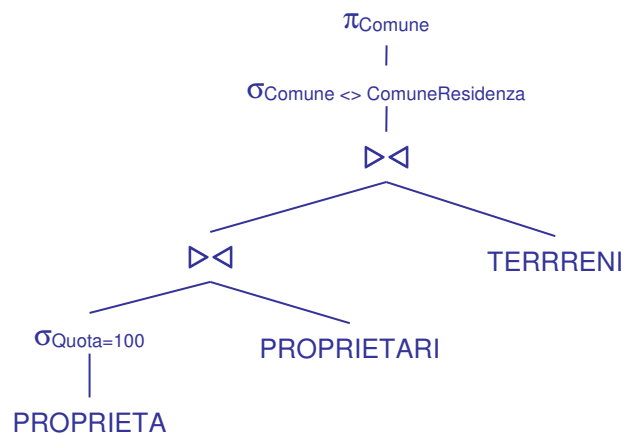 πComune
σComune <> ComuneResidenza
⊳⊲
⊳⊲
TERRRENI
σQuota=100
PROPRIETARI
PROPRIETA